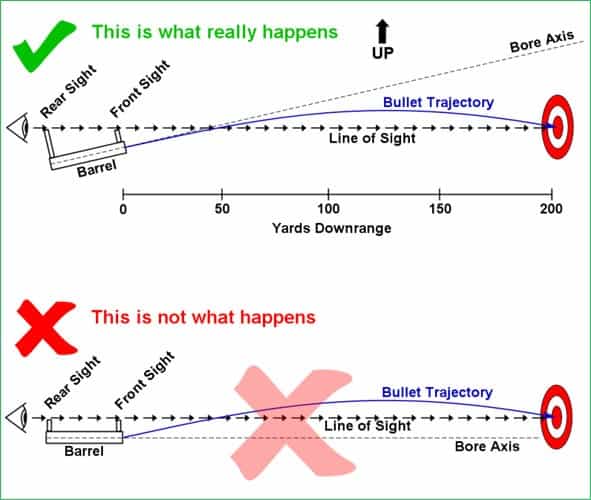 This is what really happens
UP
Bore Axis
Rear Sight
Front Sight
Bullet Trajectory
Line of Sight
Barrel
0 50 100 150 200
Yards Downrange
This is not what happens
Rear Sight
Front Sight
Bullet Trajectory
Line of Sight
Barrel
Bore Axis